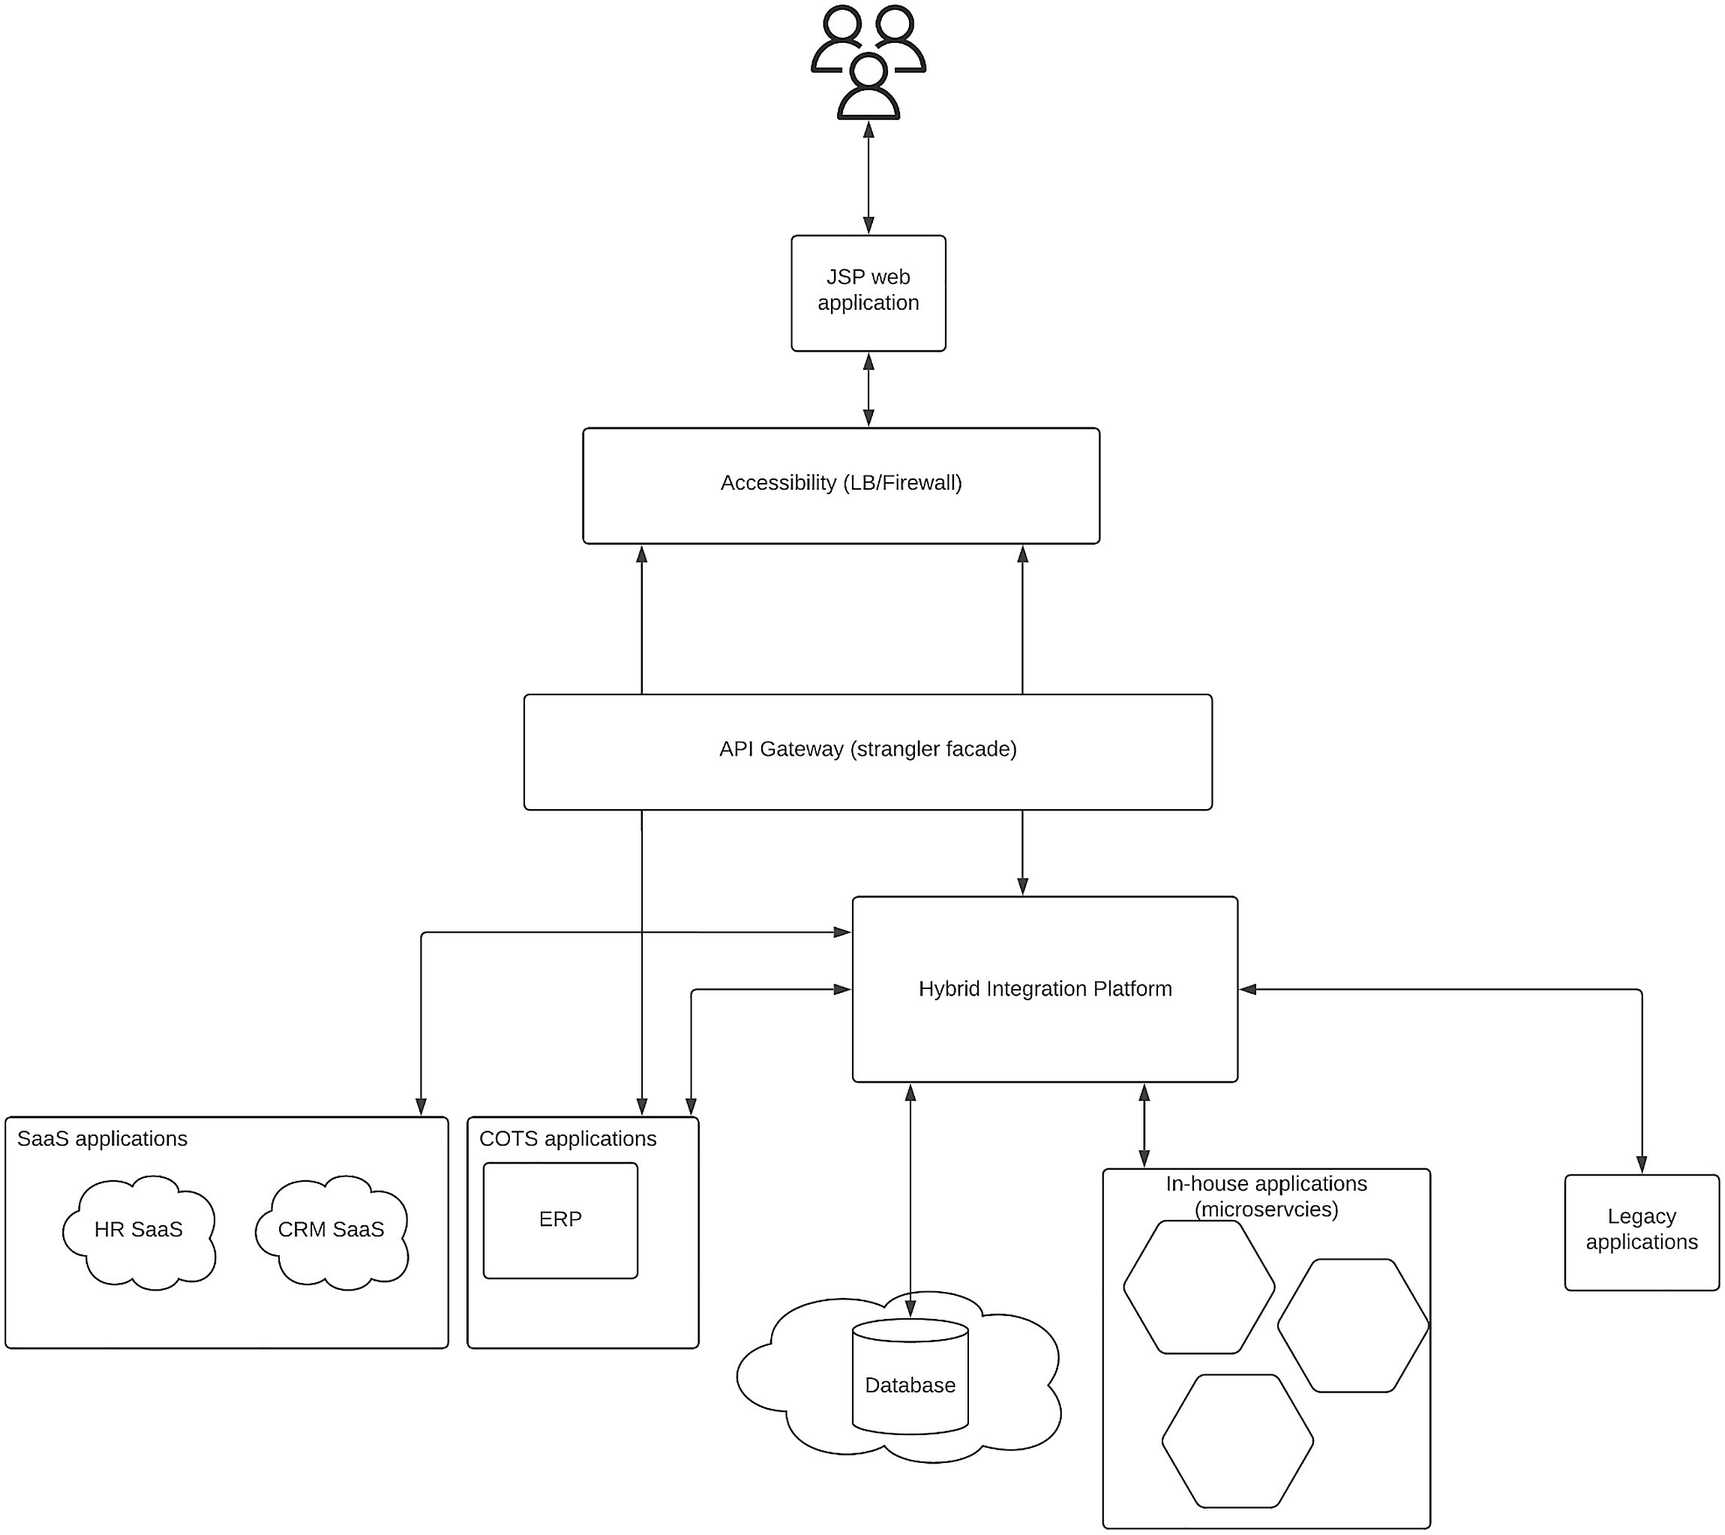 JSP web
application
Accessibility (LB/Firewall)
API Gateway (strangler facade)
Hybrid Integration Platform
SaaS applications
HR SaaS
CRM SaaS
COTS applications
ERP
Database
In-house applications
(microservcies)
Legacy
applications